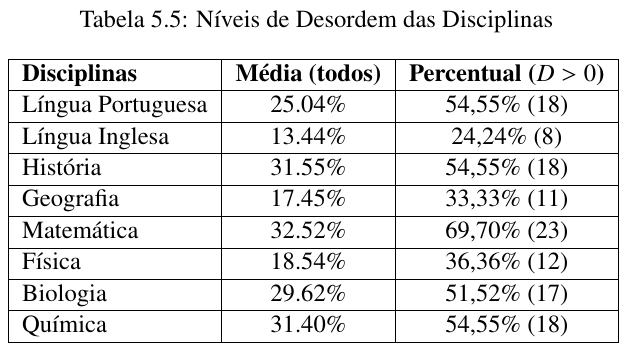 Tabela 5.5: Níveis de Desordem das Disciplinas
Disciplinas Média (todos) Percentual (D > 0)
Língua Portuguesa 25.04% 54,55% (18)
Língua Inglesa 13.44% 24,24% (8)
História 31.55% 54,55% (18)
Geografia 17.45% 33,33% (11)
Matemática 32.52% 69,70% (23)
Física 18.54% 36,36% (12)
Biologia 29.62% 51,52% (17)
Química 31.40% 54,55% (18)